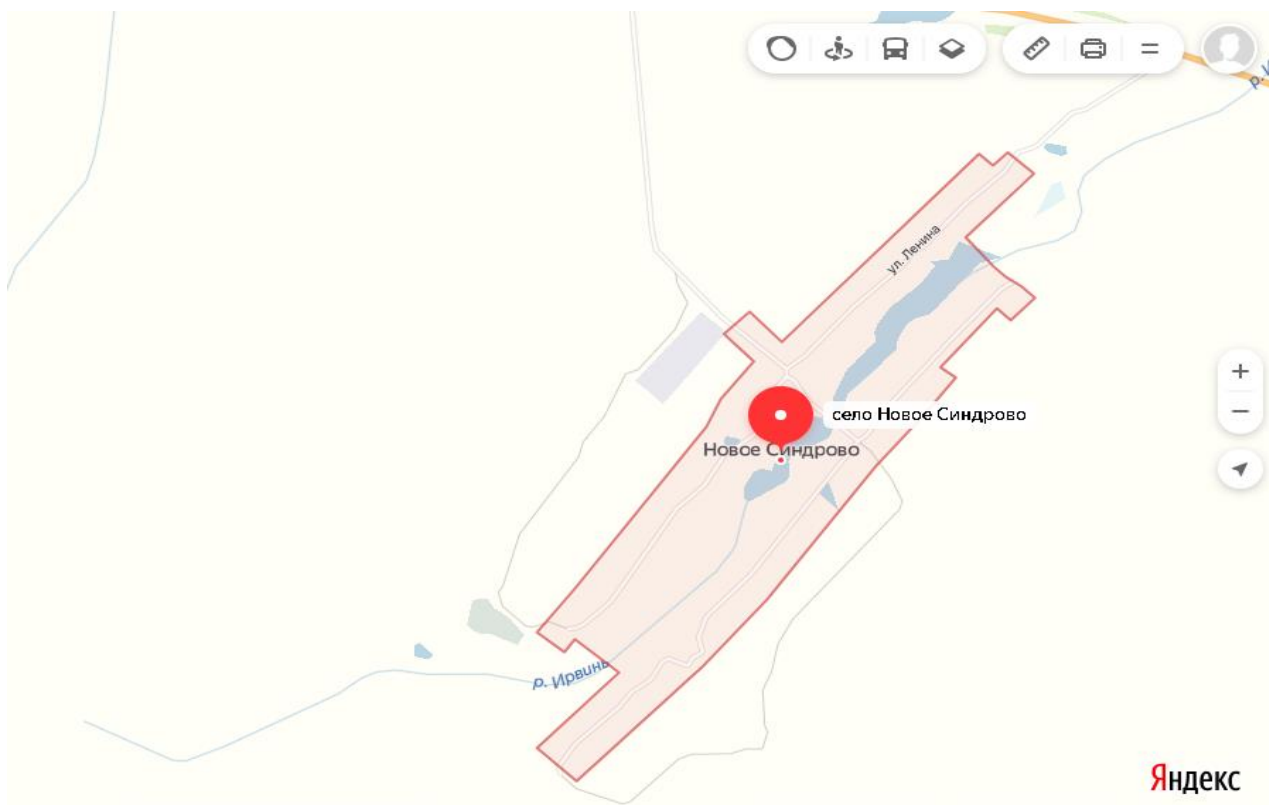 р. И
ул. Ленина
село Новое Синдрово
Новое Синдрово
р. Ирвинь
Яндекс